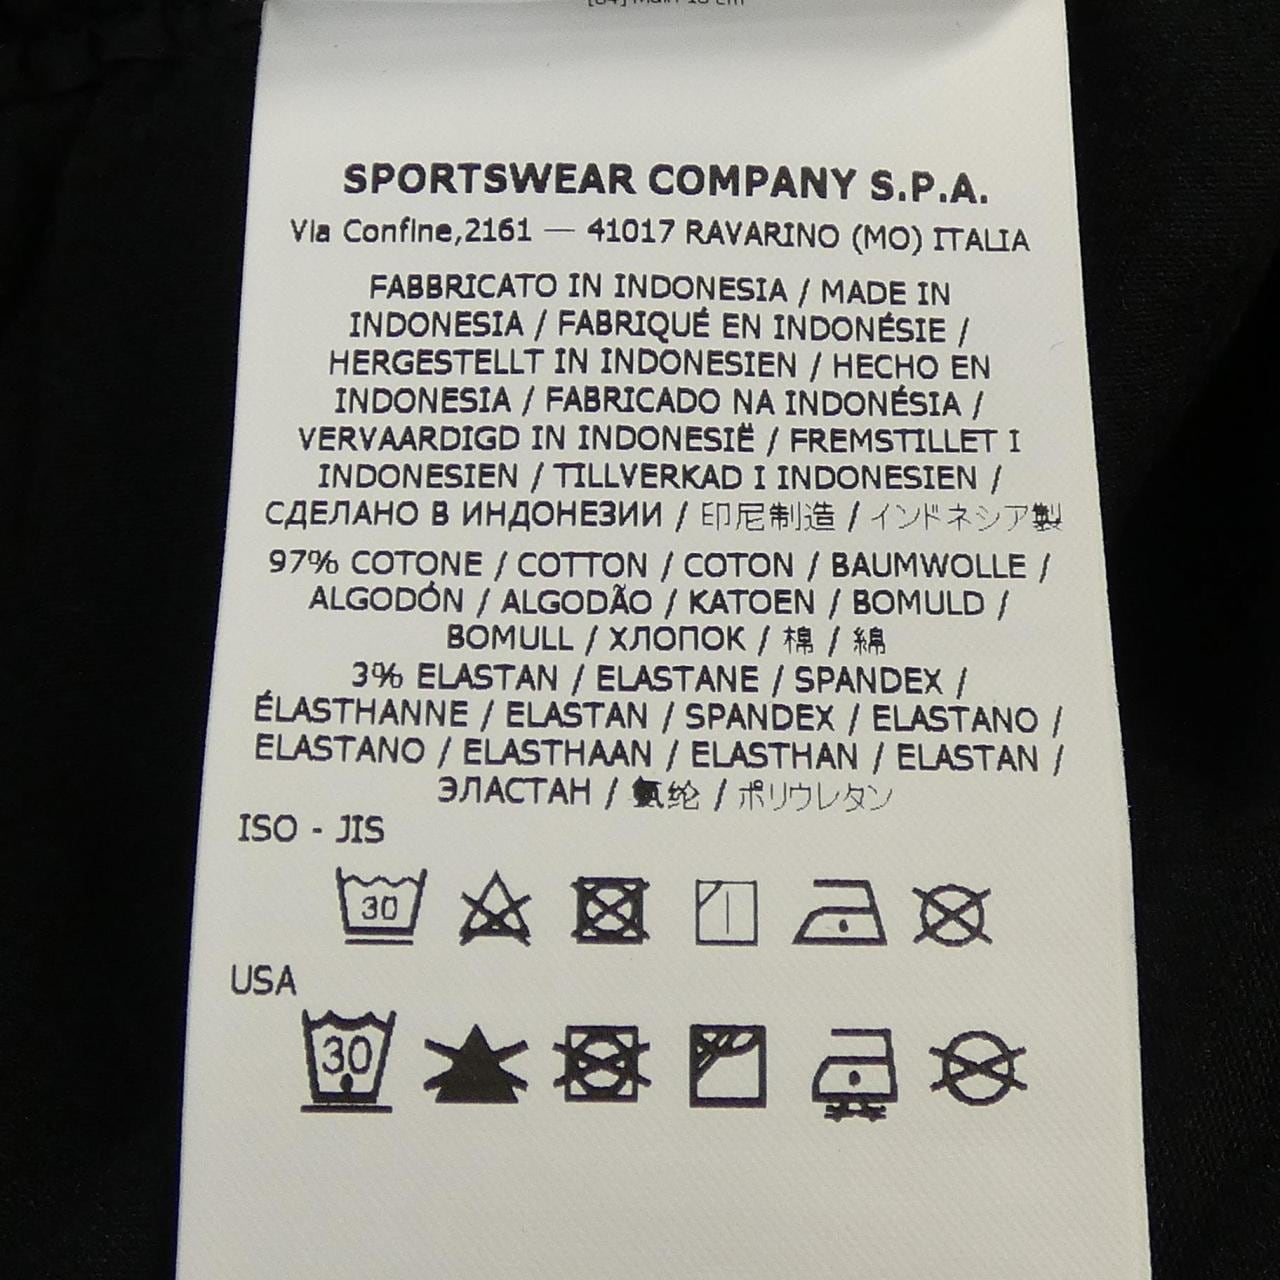 [64] Main 18 cm
SPORTSWEAR COMPANY S.P.A.
Via Confine,2161 — 41017 RAVARINO (MO) ITALIA
FABBRICATO IN INDONESIA / MADE IN
INDONESIA / FABRIQUÉ EN INDONÉSIE /
HERGESTELLT IN INDONESIEN / HECHO EN
INDONESIA / FABRICADO NA INDONÉSIA /
VERVAARDIGD IN INDONESIË / FREMSTILLET I
INDONESIEN / TILLVERKAD I INDONESIEN /
СДЕЛАНО В ИНДОНЕЗИИ / 印尼制造 / インドネシア製
97% COTONE / COTTON / COTON / BAUMWOLLE /
ALGODÓN / ALGODÃO / KATOEN / BOMULD /
BOMULL / ХЛОПОК / 棉 / 綿
3% ELASTAN / ELASTANE / SPANDEX /
ÉLASTHANNE / ELASTAN / SPANDEX / ELASTANO /
ELASTANO / ELASTHAAN / ELASTHAN / ELASTAN /
ЭЛАСТАН / 氨纶 / ポリウレタン
ISO - JIS
30
USA
30